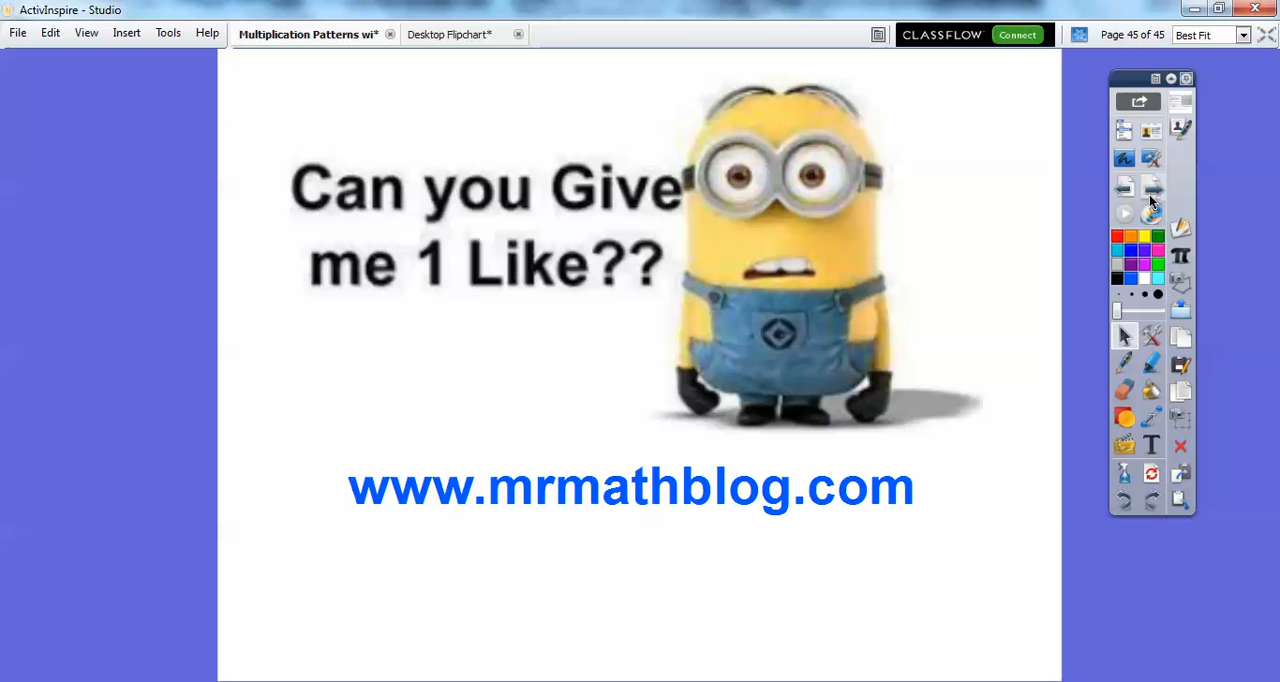 ActivInspire - Studio
File Edit View Insert Tools Help
Multiplication Patterns wi* Desktop Flipchart*
CLASSFLOW Connect
Page 45 of 45 Best Fit
Can you Give
me 1 Like??
www.mrmathblog.com